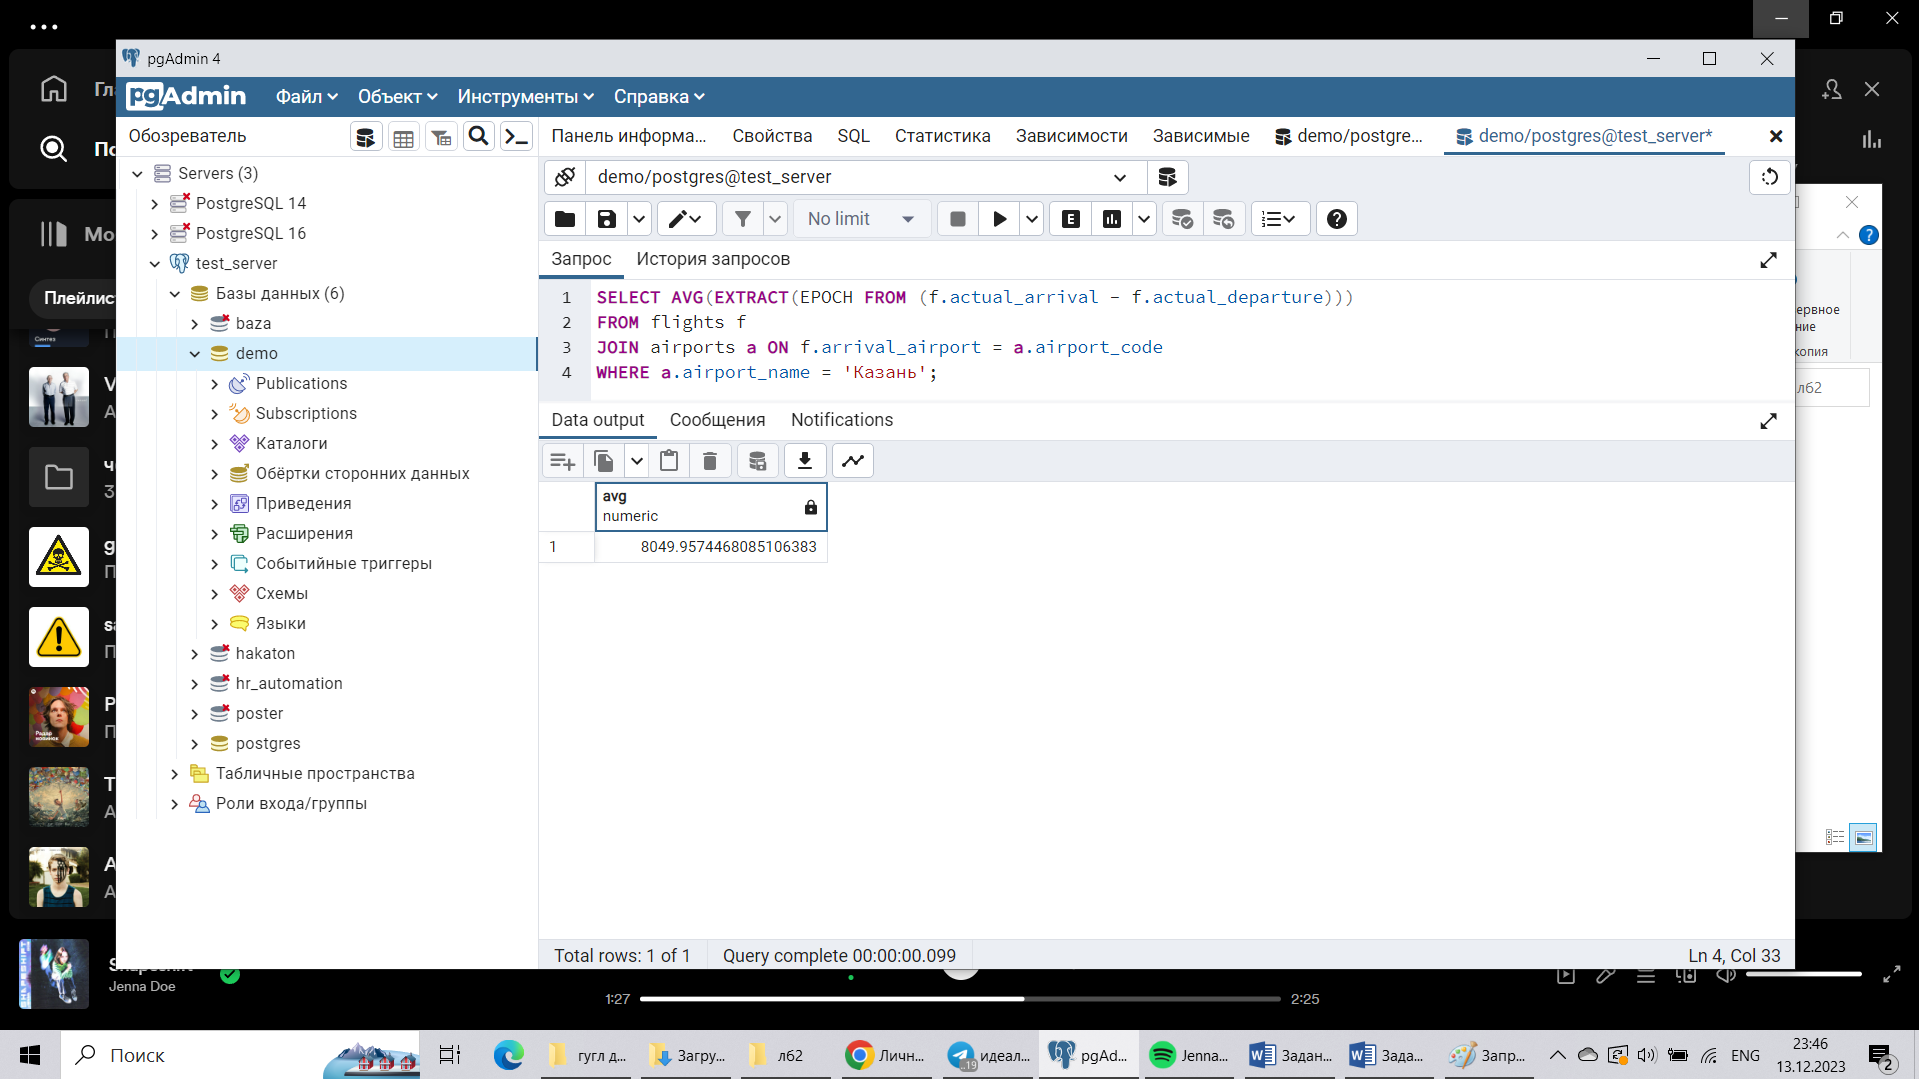 pgAdmin 4
pgAdmin Файл Объект Инструменты Справка
Обозреватель
Панель информа... Свойства SQL Статистика Зависимости Зависимые demo/postgre... demo/postgres@test_server*
Servers (3)
PostgreSQL 14
PostgreSQL 16
test_server
Базы данных (6)
baza
demo
Publications
Subscriptions
Каталоги
Обёртки сторонних данных
Приведения
Расширения
Событийные триггеры
Схемы
Языки
hakaton
hr_automation
poster
postgres
Табличные пространства
Роли входа/группы
demo/postgres@test_server
No limit
E
Запрос История запросов
1 SELECT AVG(EXTRACT(EPOCH FROM (f.actual_arrival - f.actual_departure)))
2 FROM flights f
3 JOIN airports a ON f.arrival_airport = a.airport_code
4 WHERE a.airport_name = 'Казань';
Data output Сообщения Notifications
avg
numeric
1 8049.9574468085106383
Total rows: 1 of 1 Query complete 00:00:00.099 Ln 4, Col 33
Плейлис
Jenna Doe
1:27 2:25
ервное
ние
копия
лб2
Поиск
гугл д... Загру... лб2 Личн... идеал... pgAd... Jenna... Задан... Зада... Запр...
19
ENG
23:46
13.12.2023
2